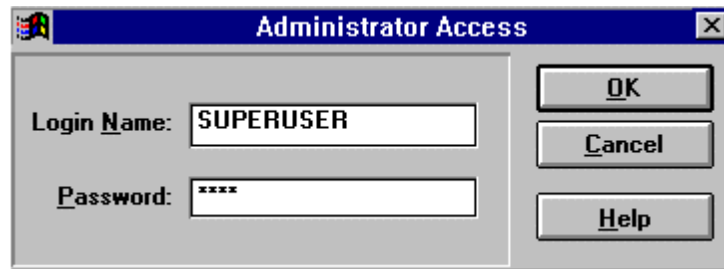 Administrator Access
Login Name: SUPERUSER
Password: ****
OK
Cancel
Help